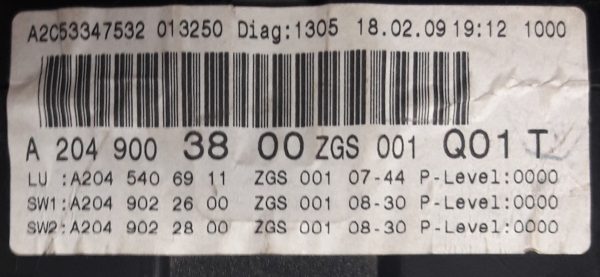 A2C53347532 013250 Diag:1305 18.02.09 19:12 1000
A 204 900 38 00 ZGS 001 Q01 T
LU :A204 540 69 11 ZGS 001 07-44 P-Level:0000
SW1:A204 902 26 00 ZGS 001 08-30 P-Level:0000
SW2:A204 902 28 00 ZGS 001 08-30 P-Level:0000